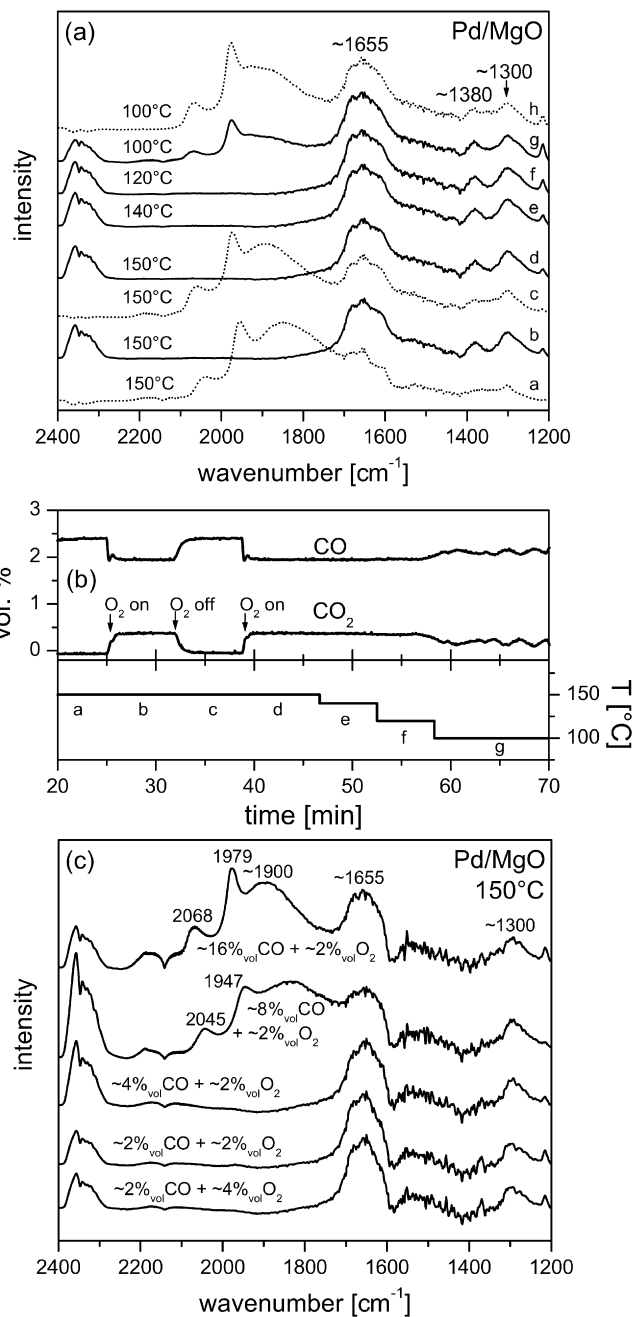 (a) ~1655 Pd/MgO
~1300
~1380
100°C h
100°C g
120°C f
140°C e
150°C d
150°C c
150°C b
150°C a
intensity
2400 2200 2000 1800 1600 1400 1200
wavenumber [cm⁻¹]
3
2
1
0
vol. %
CO
(b)
O₂ on O₂ off O₂ on CO₂
150
100
T [°C]
a b c d e f g
20 30 40 50 60 70
time [min]
(c) 1979 Pd/MgO
~1900 ~1655 150°C
2068 ~1300
~16%volCO + ~2%volO₂
1947 ~8%volCO
2045 + ~2%volO₂
~4%volCO + ~2%volO₂
~2%volCO + ~2%volO₂
~2%volCO + ~4%volO₂
intensity
2400 2200 2000 1800 1600 1400 1200
wavenumber [cm⁻¹]